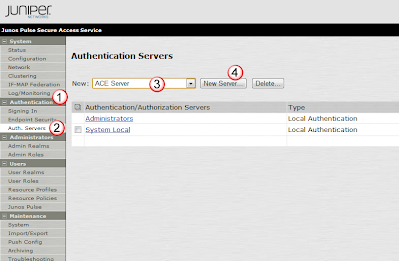 JUNIPER
NETWORKS
Junos Pulse Secure Access Service
System
Status
Configuration
Network
Clustering
IF-MAP Federation
Log/Monitoring
Authentication
Signing In
Endpoint Security
Auth. Servers
Administrators
Admin Realms
Admin Roles
Users
User Realms
User Roles
Resource Profiles
Resource Policies
Junos Pulse
Maintenance
System
Import/Export
Push Config
Archiving
Troubleshooting
1
2
Authentication Servers
4
New: ACE Server 3 New Server... Delete...
Authentication/Authorization Servers Type
Administrators Local Authentication
System Local Local Authentication